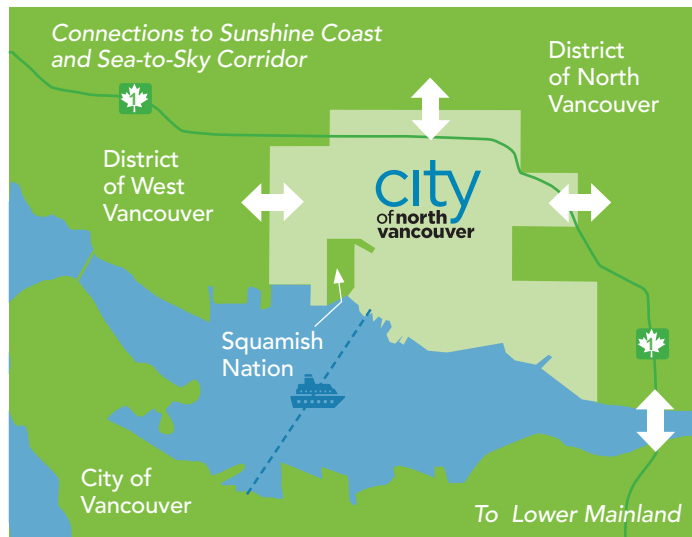 Connections to Sunshine Coast
and Sea-to-Sky Corridor
District
of North
Vancouver
1
District
of West
Vancouver
city
of north
vancouver
Squamish
Nation
1
City of
Vancouver
To Lower Mainland